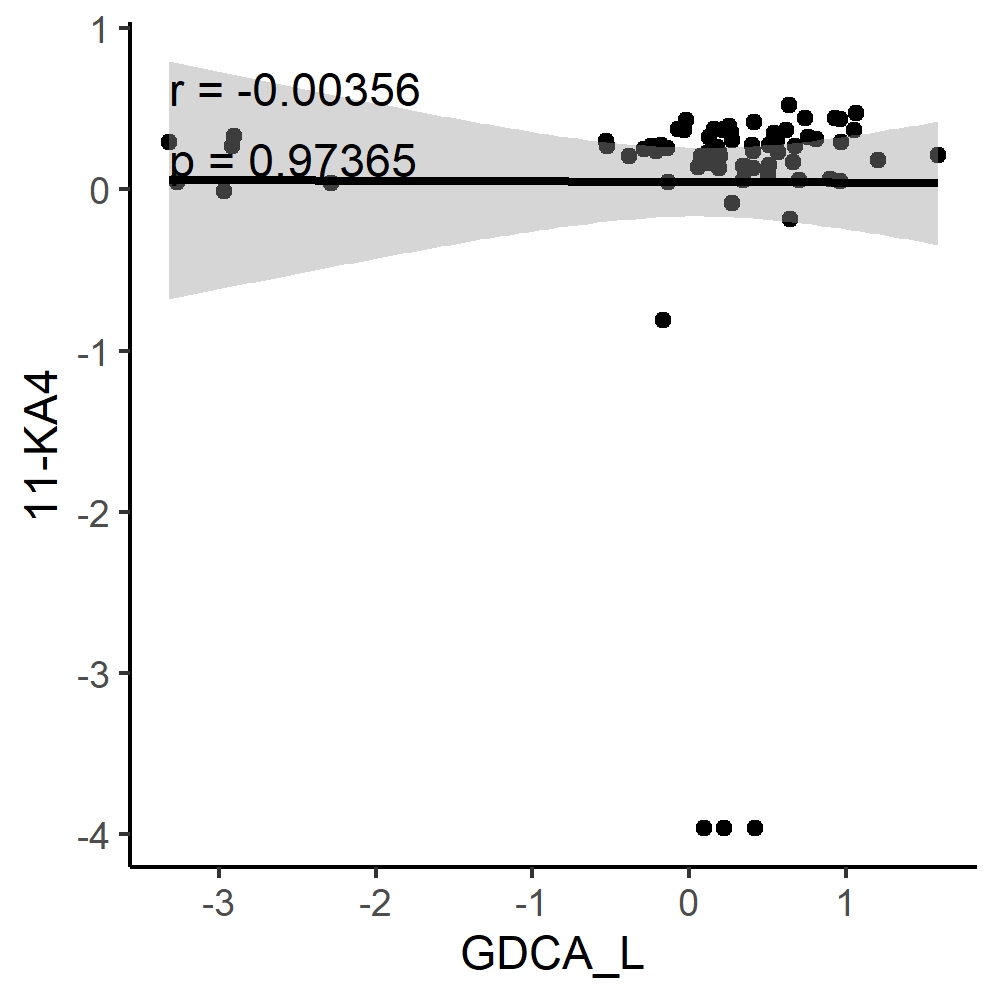 1
r = -0.00356
p = 0.97365
0
-1
11-KA4
-2
-3
-4
-3 -2 -1 0 1
GDCA_L